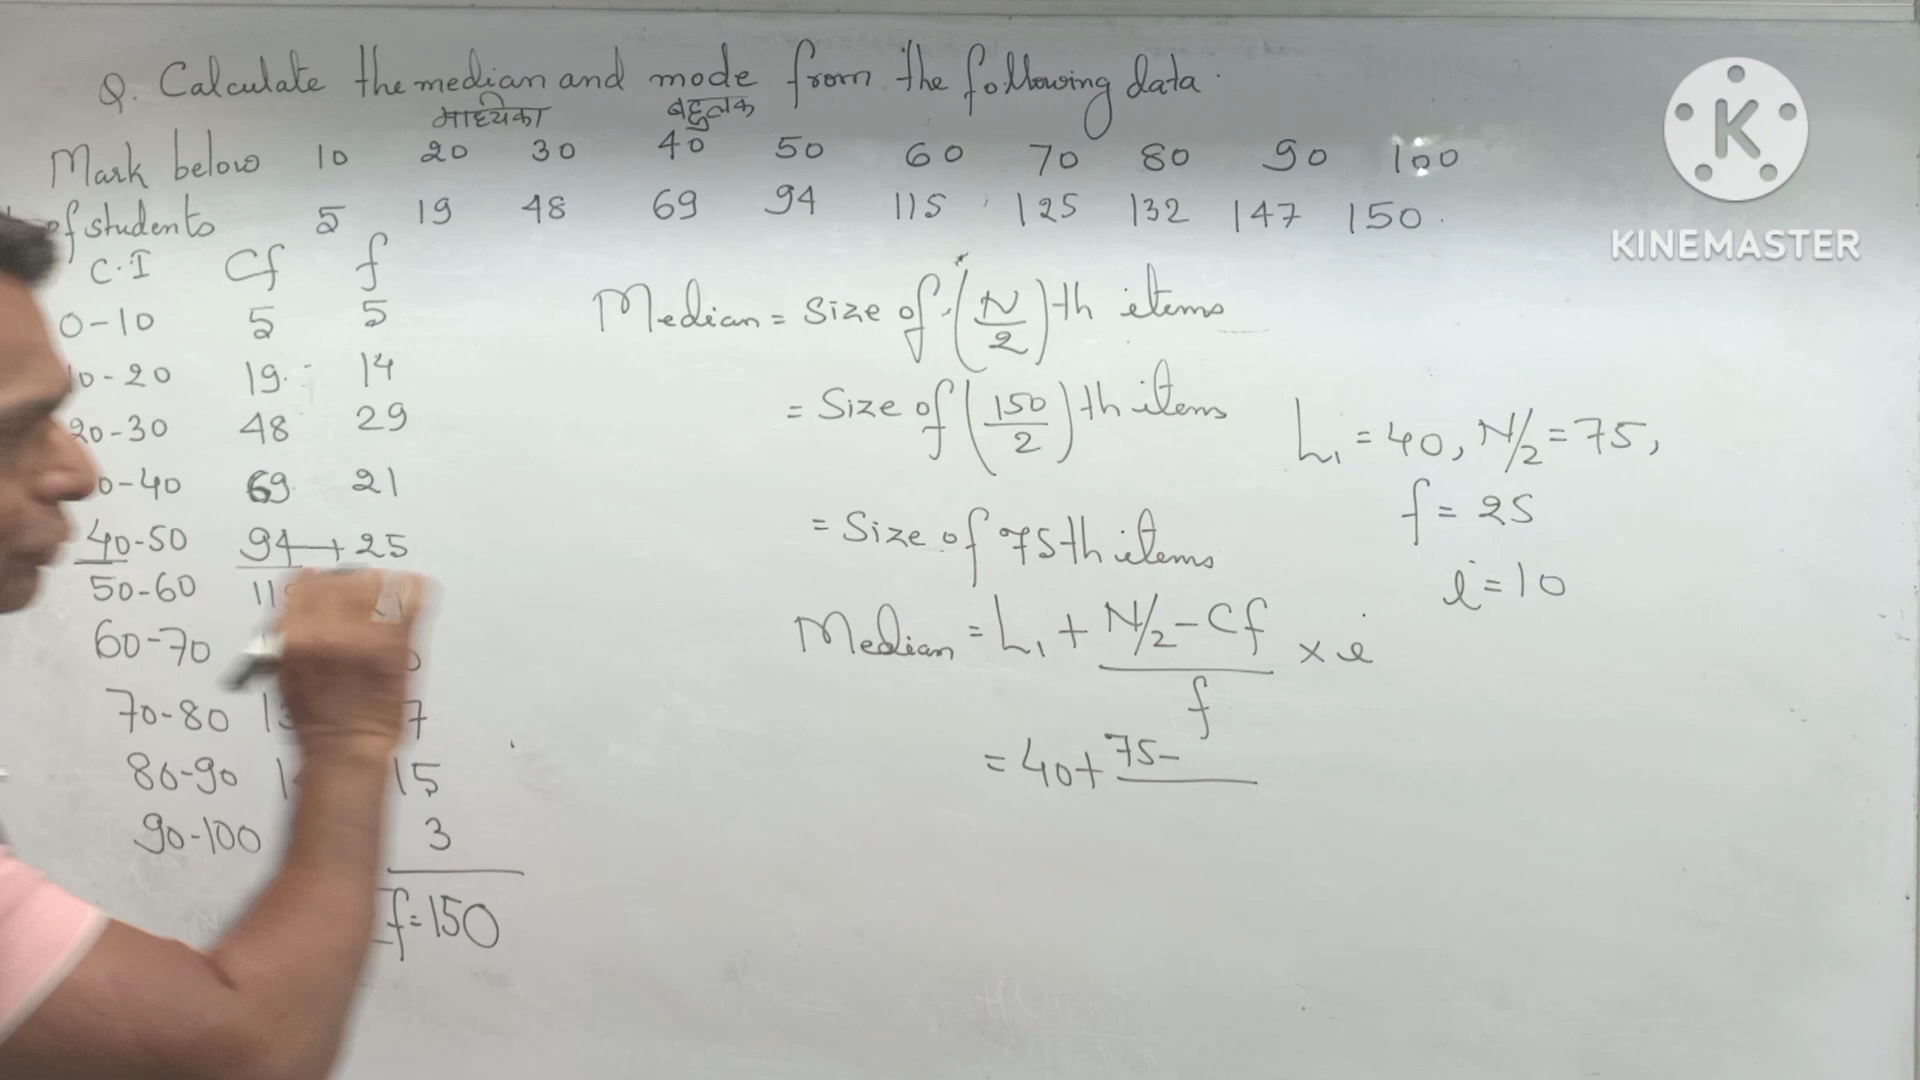 Q. Calculate the median and mode from the following data.
माध्यिका बहुलक
Mark below 10 20 30 40 50 60 70 80 90 100
of students 5 19 48 69 94 115 125 132 147 150.
C.I Cf f
0-10 5 5
10-20 19 14
20-30 48 29
0-40 69 21
40-50 94 25
50-60 11
60-70
70-80 13 7
80-90 1 15
90-100 3
f=150
Median = Size of (N/2)th items
= Size of (150/2)th items
= Size of 75th items
Median = L₁ + N/2 - Cf / f × i
= 40 + 75 -
L₁ = 40, N/2 = 75,
f = 25
i = 10
K
KINEMASTER